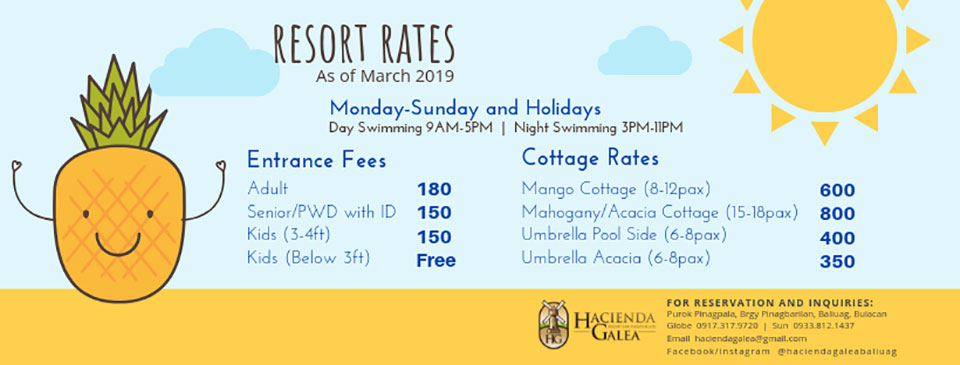 RESORT RATES
As of March 2019
Monday-Sunday and Holidays
Day Swimming 9AM-5PM | Night Swimming 3PM-11PM
Entrance Fees
Adult 180
Senior/PWD with ID 150
Kids (3-4ft) 150
Kids (Below 3ft) Free
Cottage Rates
Mango Cottage (8-12pax) 600
Mahogany/Acacia Cottage (15-18pax) 800
Umbrella Pool Side (6-8pax) 400
Umbrella Acacia (6-8pax) 350
HG
HACIENDA
GALEA
FOR RESERVATION AND INQUIRIES:
Purok Pinagpala, Brgy Pinagbarilan, Baliuag, Bulacan
Globe 0917.317.9720 | Sun 0933.812.1437
Email haciendagalea@gmail.com
Facebook/Instagram @haciendagaleabaliuag